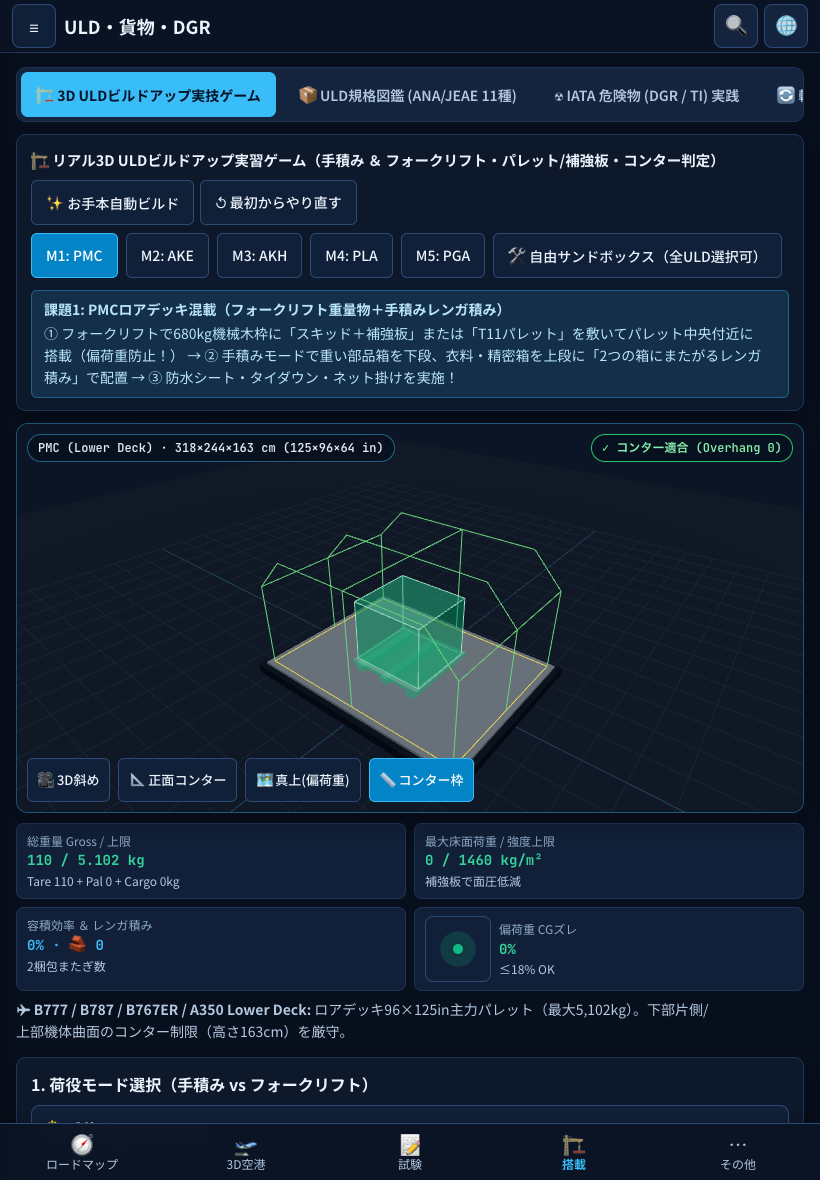 ≡ ULD・貨物・DGR
3D ULDビルドアップ実技ゲーム
ULD規格図鑑 (ANA/JEAE 11種)
☢ IATA 危険物 (DGR / TI) 実践
リアル3D ULDビルドアップ実習ゲーム（手積み ＆ フォークリフト・パレット/補強板・コンター判定）
✨ お手本自動ビルド
↺ 最初からやり直す
M1: PMC
M2: AKE
M3: AKH
M4: PLA
M5: PGA
🛠 自由サンドボックス（全ULD選択可）
課題1: PMCロアデッキ混載（フォークリフト重量物＋手積みレンガ積み）
① フォークリフトで680kg機械木枠に「スキッド＋補強板」または「T11パレット」を敷いてパレット中央付近に
搭載（偏荷重防止！） → ② 手積みモードで重い部品箱を下段、衣料・精密箱を上段に「2つの箱にまたがるレンガ
積み」で配置 → ③ 防水シート・タイダウン・ネット掛けを実施！
PMC (Lower Deck) · 318×244×163 cm (125×96×64 in)
✓ コンター適合 (Overhang 0)
3D斜め
正面コンター
真上(偏荷重)
コンター枠
総重量 Gross / 上限
110 / 5.102 kg
Tare 110 + Pal 0 + Cargo 0kg
最大床面荷重 / 強度上限
0 / 1460 kg/m²
補強板で面圧低減
容積効率 ＆ レンガ積み
0% · 🧱 0
2梱包またぎ数
偏荷重 CGズレ
0%
≤18% OK
✈ B777 / B787 / B767ER / A350 Lower Deck: ロアデッキ96×125in主力パレット（最大5,102kg）。下部片側/
上部機体曲面のコンター制限（高さ163cm）を厳守。
1. 荷役モード選択（手積み vs フォークリフト）
ロードマップ
3D空港
試験
搭載
… その他